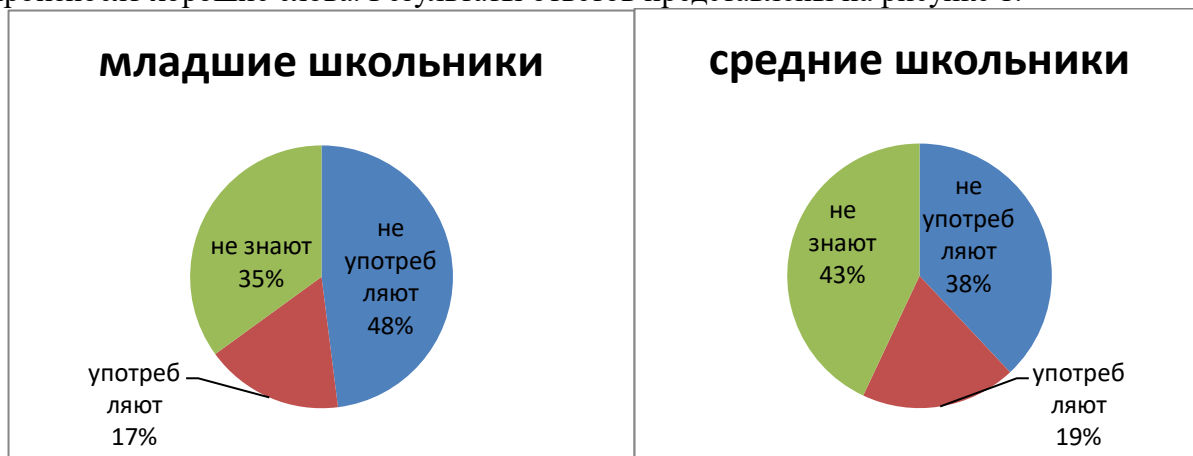 младшие школьники
не знают
35%
не
употреб
ляют
48%
употреб
ляют
17%
средние школьники
не
знают
43%
не
употреб
ляют
38%
употреб
ляют
19%